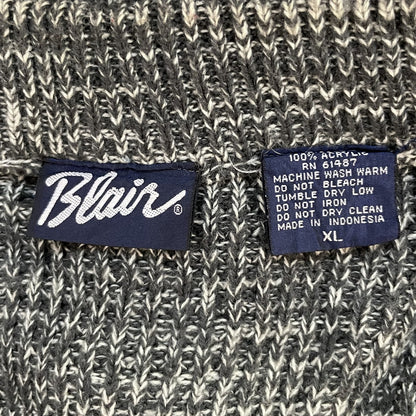 Blair®
100% ACRYLIC
RN 61487
MACHINE WASH WARM
DO NOT BLEACH
TUMBLE DRY LOW
DO NOT IRON
DO NOT DRY CLEAN
MADE IN INDONESIA
XL